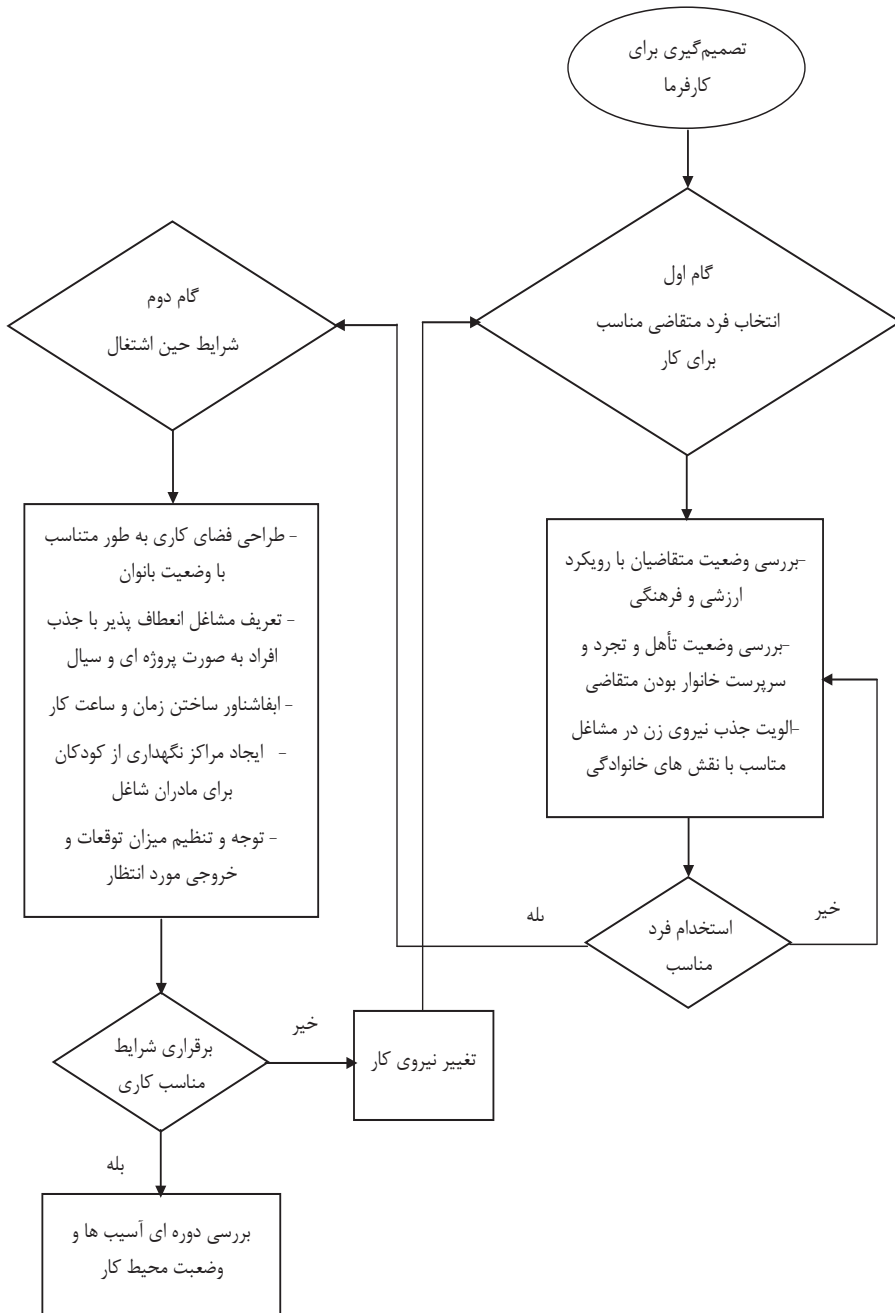 تصمیم‌گیری برای
کارفرما
گام اول
انتخاب فرد متقاضی مناسب
برای کار
-بررسی وضعیت متقاضیان با رویکرد
ارزشی و فرهنگی
-بررسی وضعیت تأهل و تجرد و
سرپرست خانوار بودن متقاضی
-الویت جذب نیروی زن در مشاغل
متاسب با نقش های خانوادگی
استخدام فرد
مناسب
خیر
بله
گام دوم
شرایط حین اشتغال
- طراحی فضای کاری به طور متناسب
با وضعیت بانوان
- تعریف مشاغل انعطاف پذیر با جذب
افراد به صورت پروژه ای و سیال
- ابفاشناور ساختن زمان و ساعت کار
- ایجاد مراکز نگهداری از کودکان
برای مادران شاغل
- توجه و تنظیم میزان توقعات و
خروجی مورد انتظار
برقراری شرایط
مناسب کاری
خیر
تغییر نیروی کار
بله
بررسی دوره ای آسیب ها و
وضعبت محیط کار